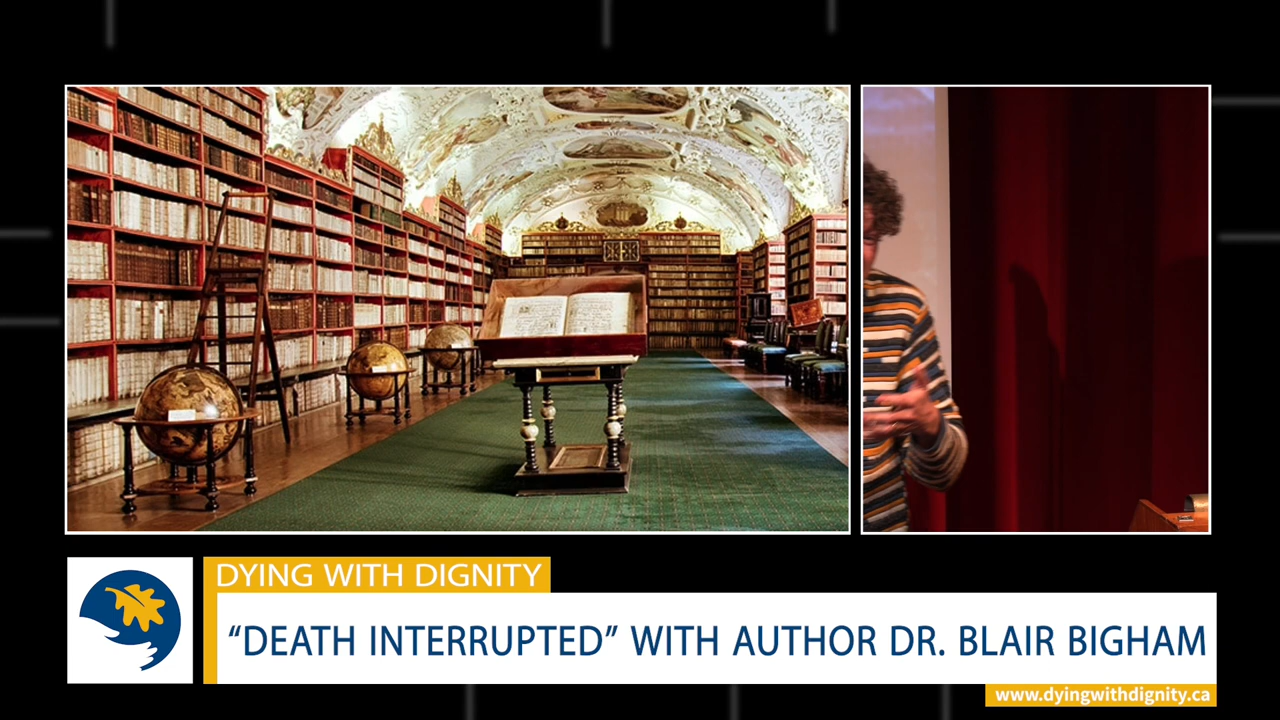 DYING WITH DIGNITY
“DEATH INTERRUPTED” WITH AUTHOR DR. BLAIR BIGHAM
www.dyingwithdignity.ca